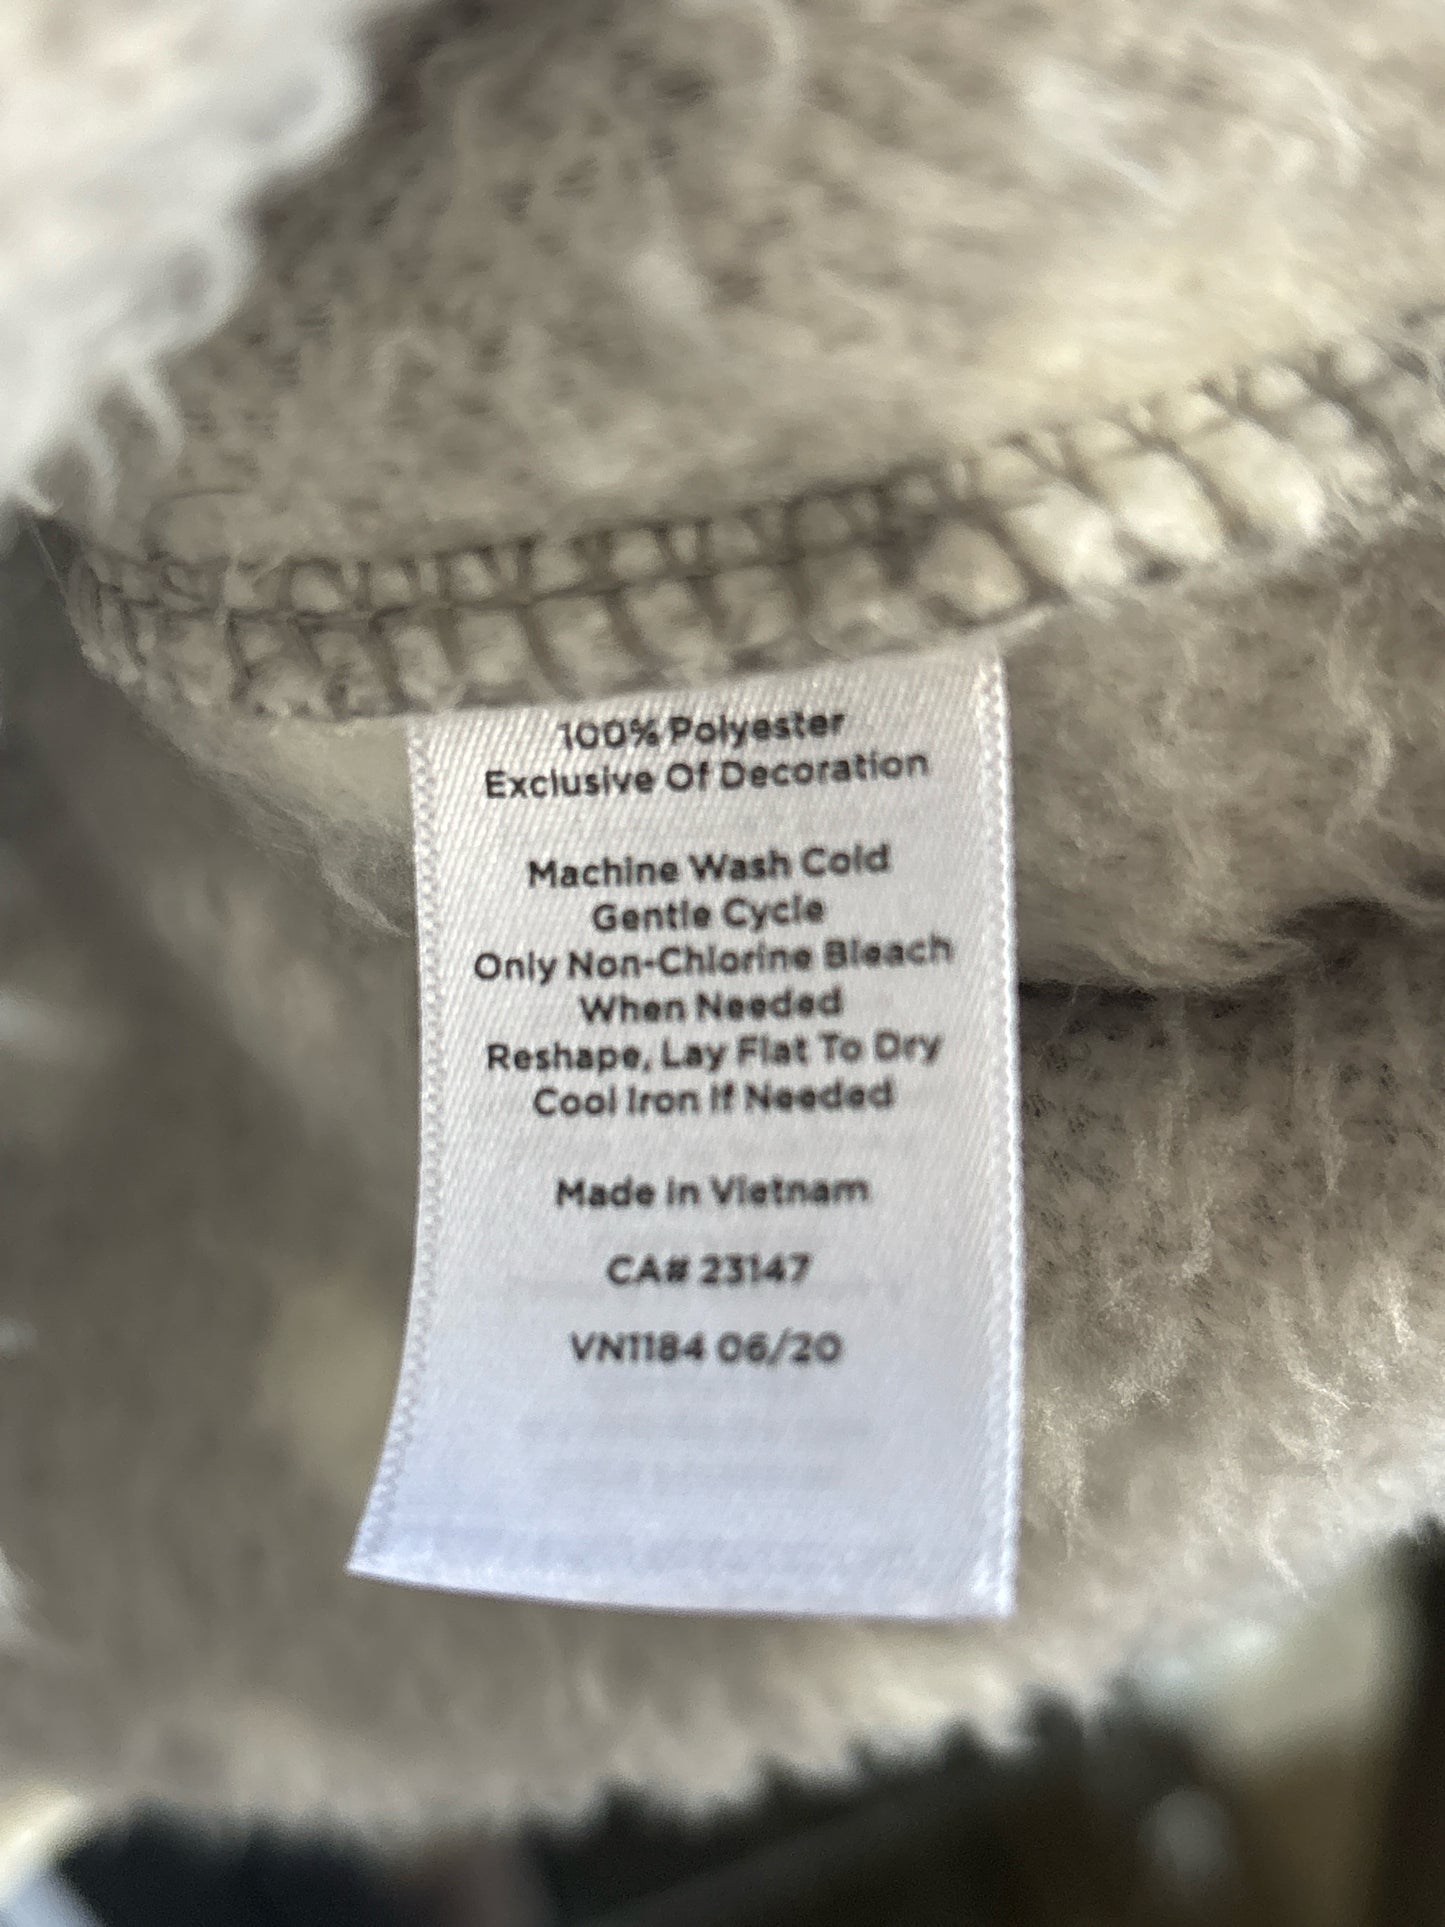 100% Polyester
Exclusive Of Decoration
Machine Wash Cold
Gentle Cycle
Only Non-Chlorine Bleach
When Needed
Reshape, Lay Flat To Dry
Cool Iron If Needed
Made In Vietnam
CA# 23147
VN1184 06/20